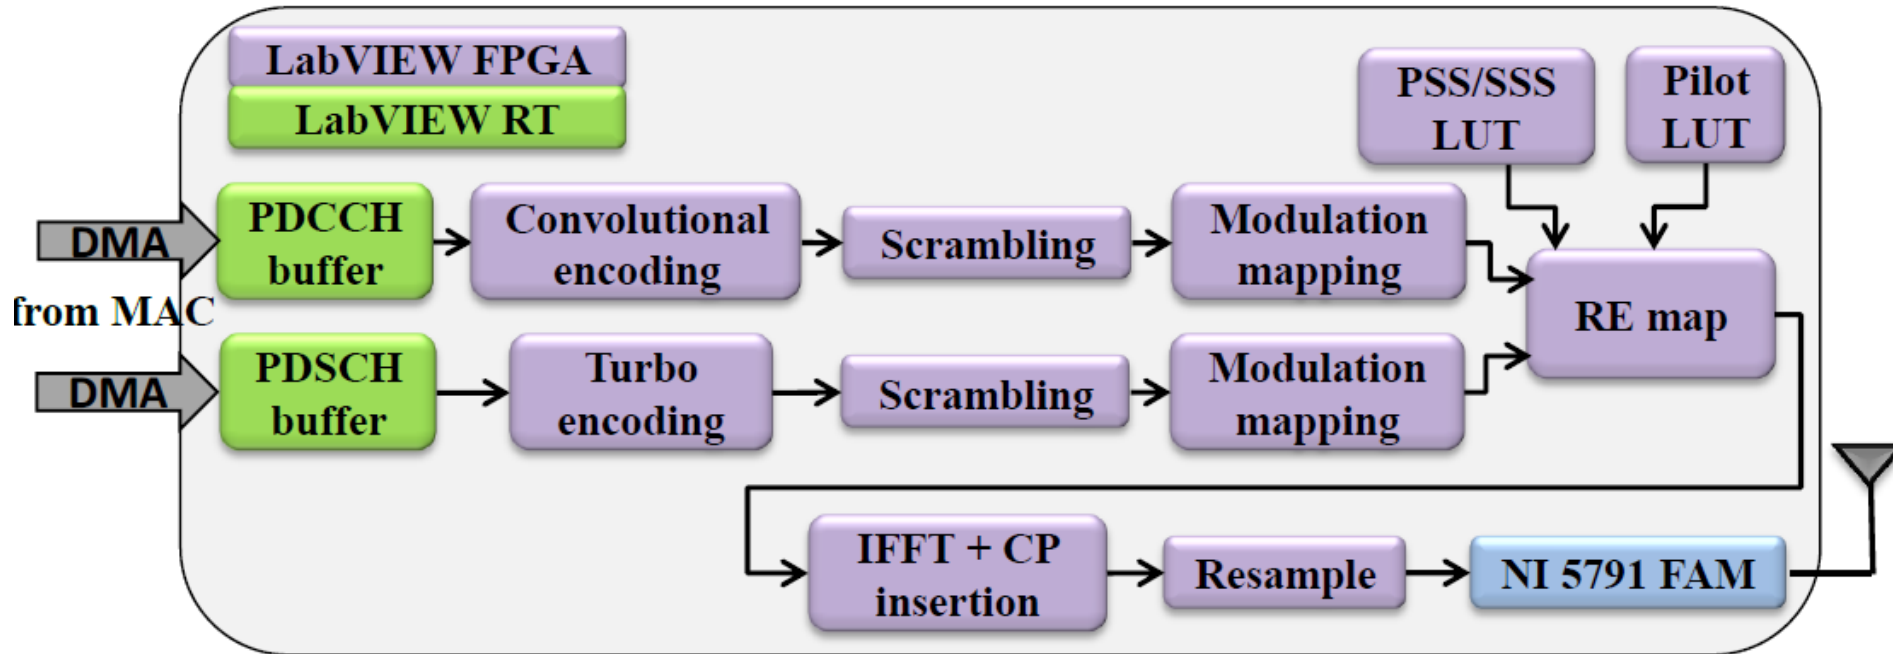 LabVIEW FPGA
LabVIEW RT
PSS/SSS
LUT
Pilot
LUT
DMA
from MAC
DMA
PDCCH
buffer
Convolutional
encoding
Scrambling
Modulation
mapping
RE map
PDSCH
buffer
Turbo
encoding
Scrambling
Modulation
mapping
IFFT + CP
insertion
Resample
NI 5791 FAM